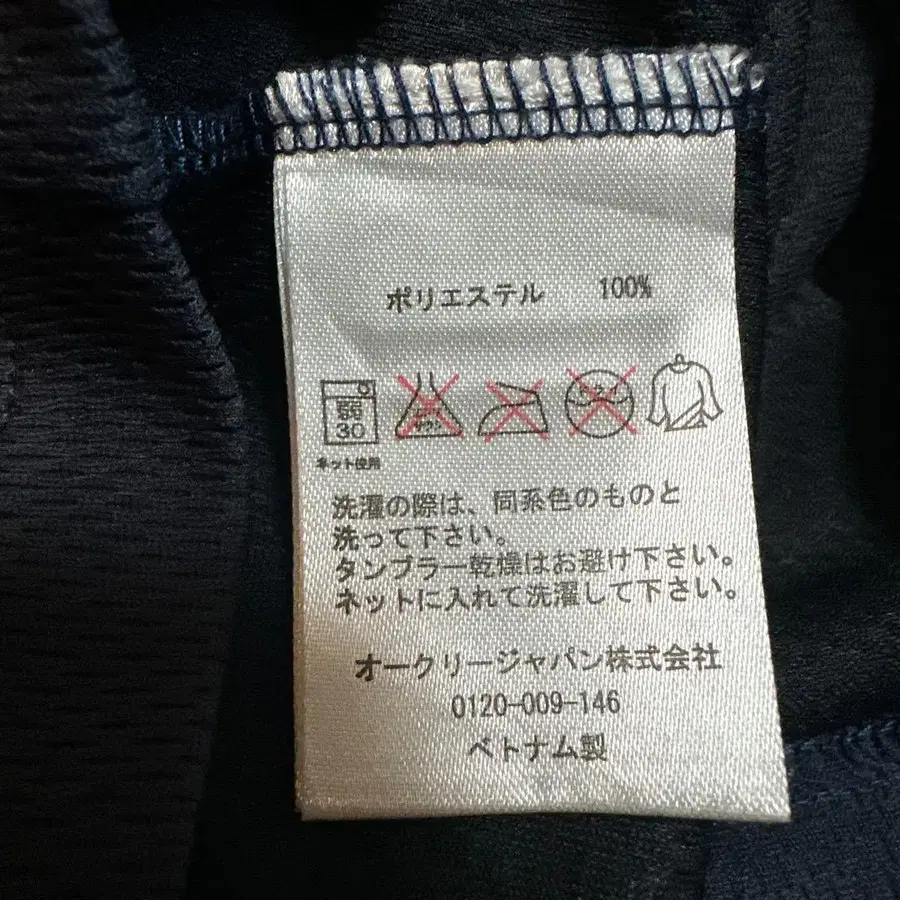 ポリエステル 100%
弱
30
ネット使用
洗濯の際は、同系色のものと
洗って下さい。
タンブラー乾燥はお避け下さい。
ネットに入れて洗濯して下さい。
オークリージャパン株式会社
0120-009-146
ベトナム製